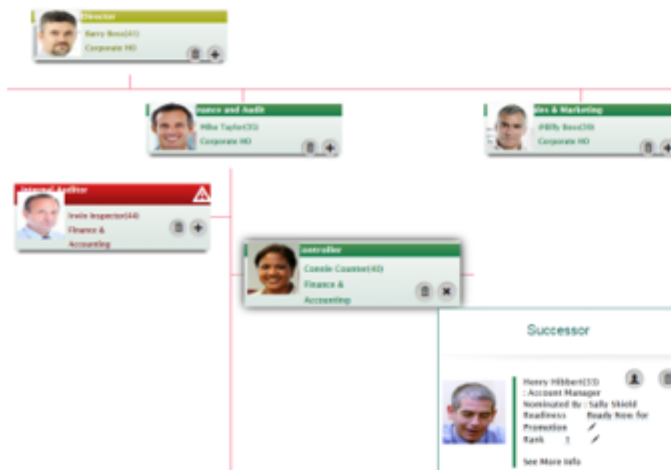 Director
Barry Boss(41)
Corporate HQ
nance and Audit
Mike Taylor(35)
Corporate HQ
les & Marketing
Corporate HQ
Internal Auditor
Irwin Inspector(44)
Finance &
Accounting
ontroller
Connie Counter(40)
Finance &
Accounting
Successor
Henry Hibbert(33)
: Account Manager
Nominated By : Sally Shield
Readiness Ready Now for
Promotion
Rank 1
See More Info